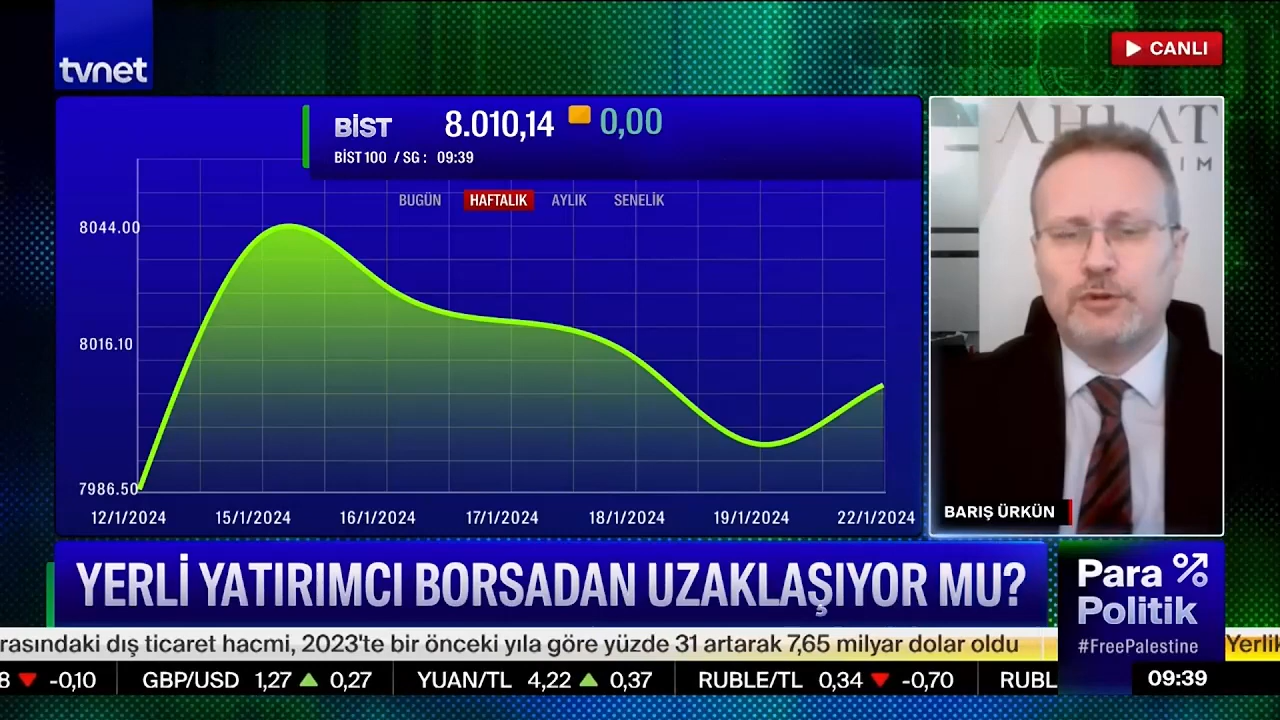 tvnet
CANLI
BİST 8.010,14 0,00
BİST 100 / SG : 09:39
BUGÜN HAFTALIK AYLIK SENELİK
8044.00
8016.10
7986.50
12/1/2024 15/1/2024 16/1/2024 17/1/2024 18/1/2024 19/1/2024 22/1/2024
BARIŞ ÜRKÜN
YERLİ YATIRIMCI BORSADAN UZAKLAŞIYOR MU?
Para
Politik
#FreePalestine
rasındaki dış ticaret hacmi, 2023'te bir önceki yıla göre yüzde 31 artarak 7,65 milyar dolar oldu
Yerlik
8 -0,10 GBP/USD 1,27 0,27 YUAN/TL 4,22 0,37 RUBLE/TL 0,34 -0,70 RUBL
09:39